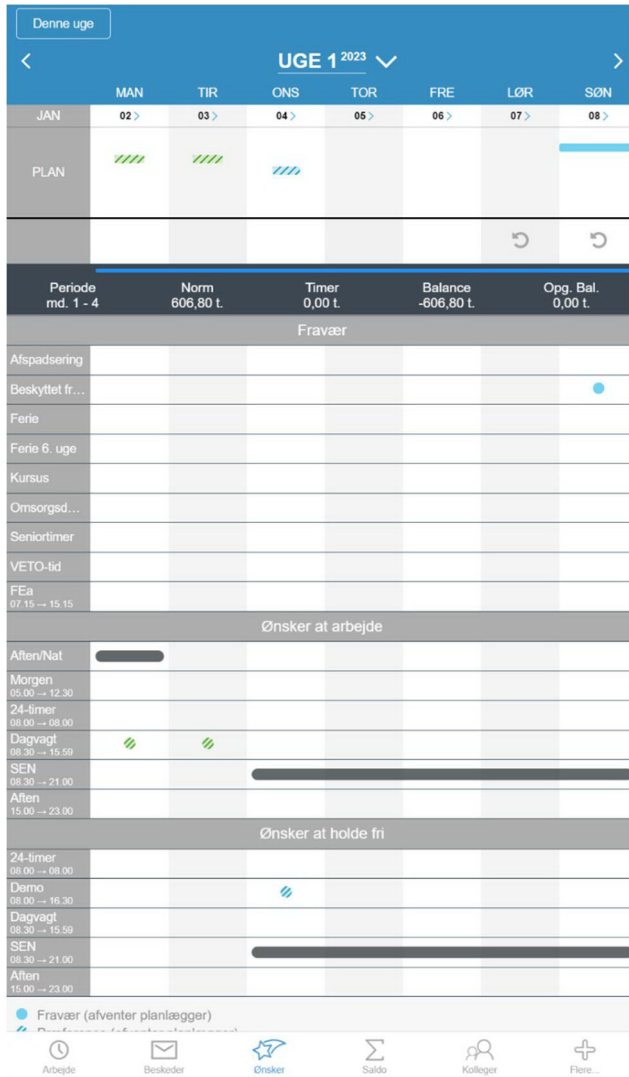 Denne uge
UGE 1 2023
MAN TIR ONS TOR FRE LØR SØN
JAN 02 > 03 > 04 > 05 > 06 > 07 > 08 >
PLAN
Periode Norm Timer Balance Opg. Bal.
md. 1 - 4 606,80 t. 0,00 t. -606,80 t. 0,00 t.
Fravær
Afspadsering
Beskyttet fr...
Ferie
Ferie 6. uge
Kursus
Omsorgsd...
Seniortimer
VETO-tid
FEa
07.15 → 15.15
Ønsker at arbejde
Aften/Nat
Morgen
05.00 → 12.30
24-timer
08.00 → 08.00
Dagvagt
08.30 → 15.59
SEN
08.30 → 21.00
Aften
15.00 → 23.00
Ønsker at holde fri
24-timer
08.00 → 08.00
Demo
08.00 → 16.30
Dagvagt
08.30 → 15.59
SEN
08.30 → 21.00
Aften
15.00 → 23.00
Fravær (afventer planlægger)
Arbejde Beskeder Ønsker Saldo Kolleger Flere...